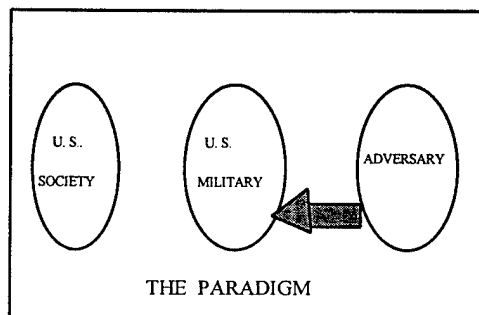 U. S..
SOCIETY
U. S.
MILITARY
ADVERSARY
THE PARADIGM